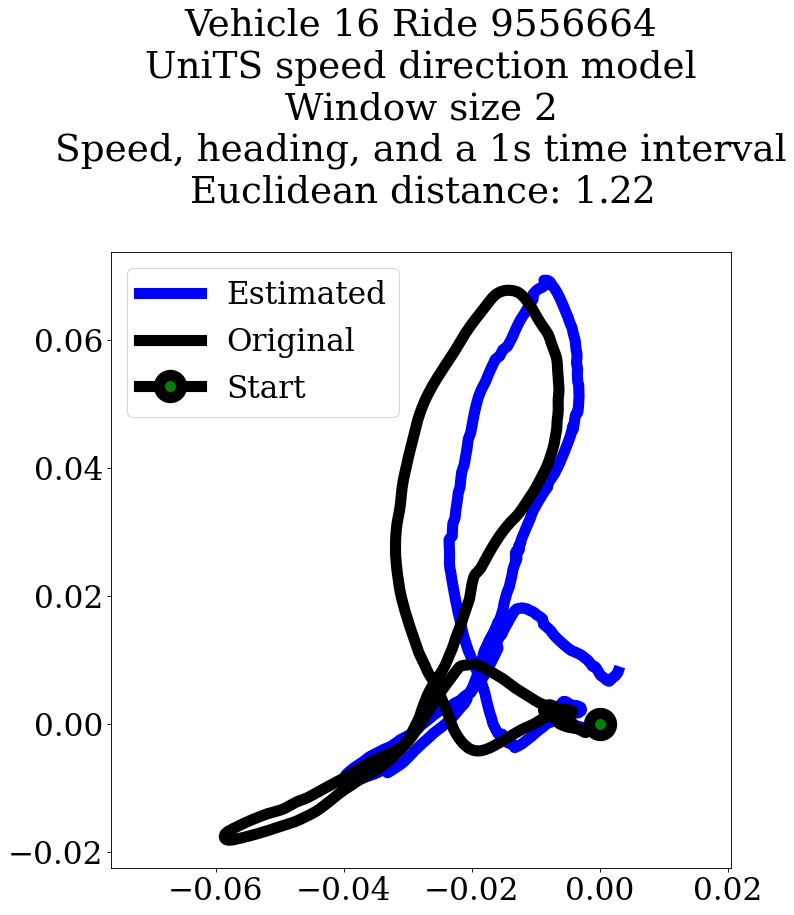 Vehicle 16 Ride 9556664
UniTS speed direction model
Window size 2
Speed, heading, and a 1s time interval
Euclidean distance: 1.22
Estimated
Original
Start
0.06
0.04
0.02
0.00
−0.02
−0.06
−0.04
−0.02
0.00
0.02